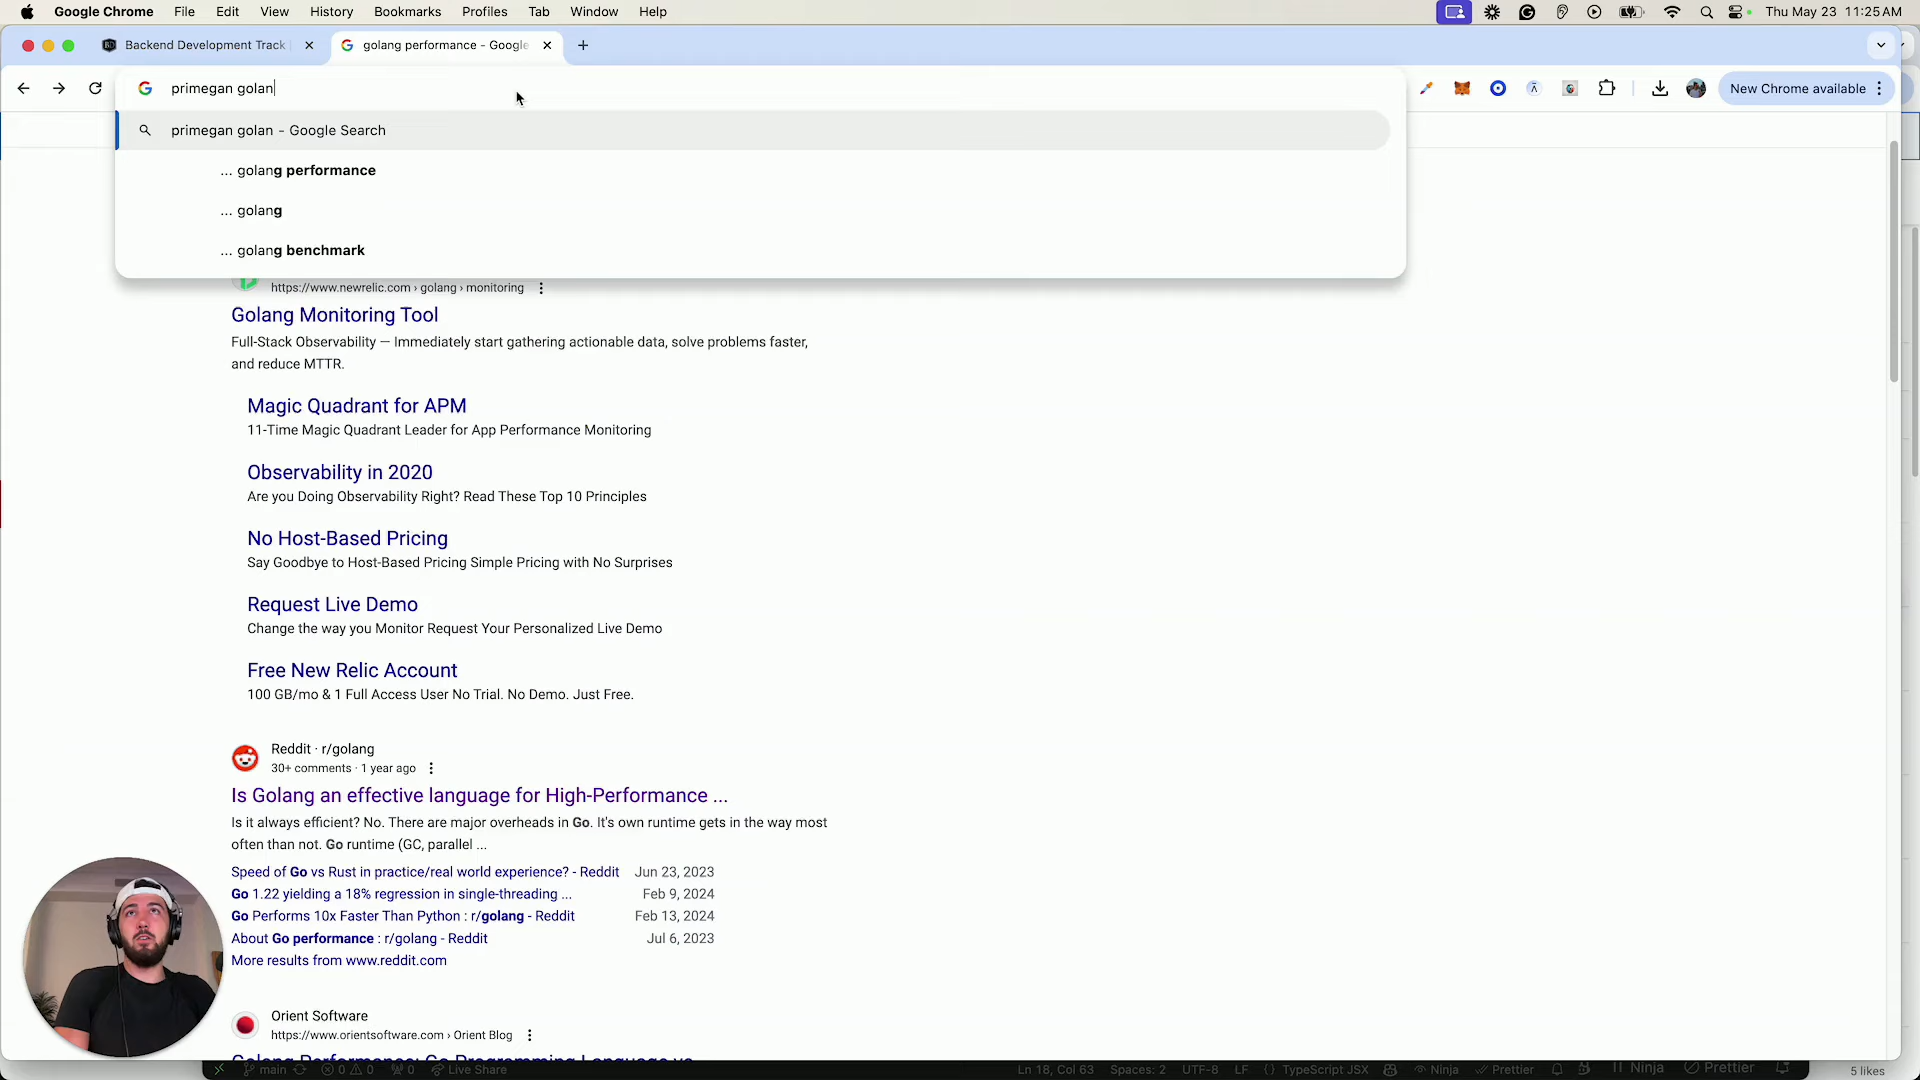 Google Chrome File Edit View History Bookmarks Profiles Tab Window Help Thu May 23 11:25 AM
Backend Development Track
golang performance - Google
primegan golan
New Chrome available
primegan golan - Google Search
... golang performance
... golang
... golang benchmark
https://www.newrelic.com › golang › monitoring
Golang Monitoring Tool
Full-Stack Observability — Immediately start gathering actionable data, solve problems faster,
and reduce MTTR.
Magic Quadrant for APM
11-Time Magic Quadrant Leader for App Performance Monitoring
Observability in 2020
Are you Doing Observability Right? Read These Top 10 Principles
No Host-Based Pricing
Say Goodbye to Host-Based Pricing Simple Pricing with No Surprises
Request Live Demo
Change the way you Monitor Request Your Personalized Live Demo
Free New Relic Account
100 GB/mo & 1 Full Access User No Trial. No Demo. Just Free.
Reddit · r/golang
30+ comments · 1 year ago
Is Golang an effective language for High-Performance ...
Is it always efficient? No. There are major overheads in Go. It's own runtime gets in the way most
often than not. Go runtime (GC, parallel ...
Speed of Go vs Rust in practice/real world experience? - Reddit Jun 23, 2023
Go 1.22 yielding a 18% regression in single-threading ... Feb 9, 2024
Go Performs 10x Faster Than Python : r/golang - Reddit Feb 13, 2024
About Go performance : r/golang - Reddit Jul 6, 2023
More results from www.reddit.com
Orient Software
https://www.orientsoftware.com › Orient Blog
Golang Performance: Go Programming Language vs
main 0 0 0 Live Share Ln 18, Col 63 Spaces: 2 UTF-8 LF TypeScript JSX Ninja Prettier Ninja Prettier
5 likes